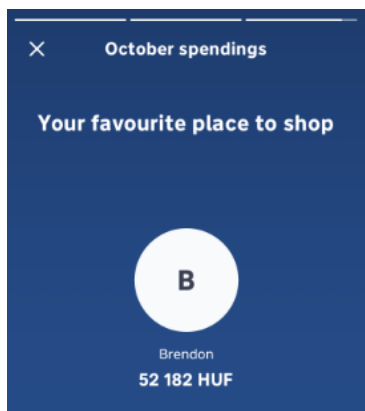 October spendings
Your favourite place to shop
B
Brendon
52 182 HUF